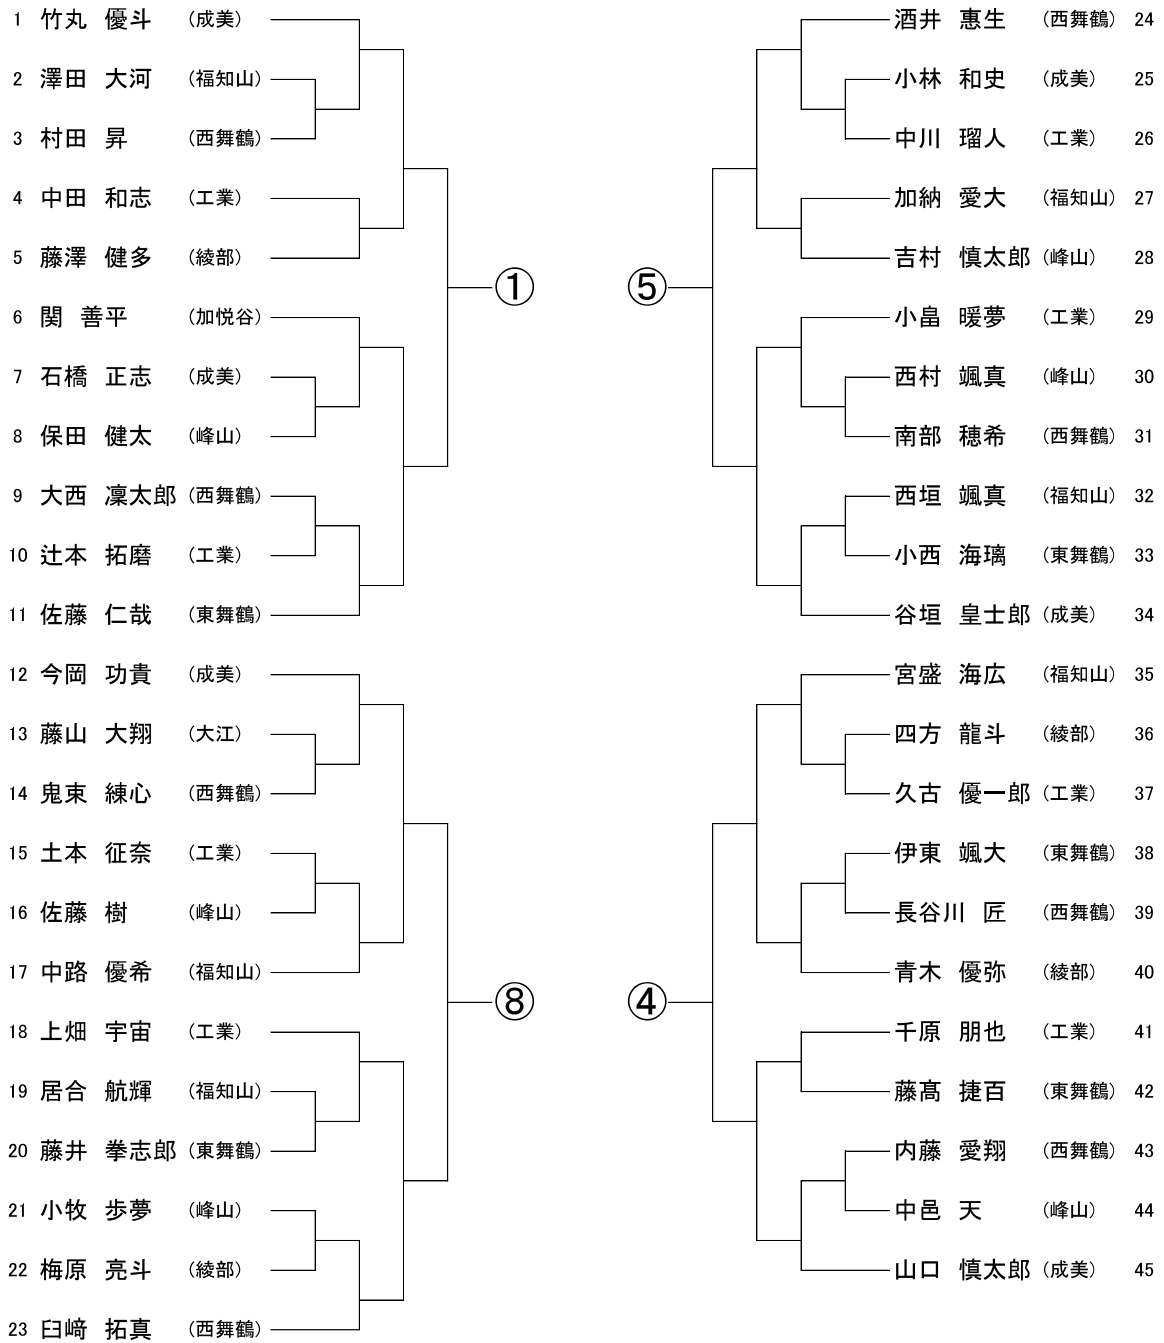 1 竹丸 優斗 (成美)
2 澤田 大河 (福知山)
3 村田 昇 (西舞鶴)
4 中田 和志 (工業)
5 藤澤 健多 (綾部)
6 関 善平 (加悦谷)
7 石橋 正志 (成美)
8 保田 健太 (峰山)
9 大西 凜太郎 (西舞鶴)
10 辻本 拓磨 (工業)
11 佐藤 仁哉 (東舞鶴)
①
12 今岡 功貴 (成美)
13 藤山 大翔 (大江)
14 鬼束 練心 (西舞鶴)
15 土本 征奈 (工業)
16 佐藤 樹 (峰山)
17 中路 優希 (福知山)
18 上畑 宇宙 (工業)
19 居合 航輝 (福知山)
20 藤井 拳志郎 (東舞鶴)
21 小牧 歩夢 (峰山)
22 梅原 亮斗 (綾部)
23 臼﨑 拓真 (西舞鶴)
⑧
酒井 惠生 (西舞鶴) 24
小林 和史 (成美) 25
中川 瑠人 (工業) 26
加納 愛大 (福知山) 27
吉村 慎太郎 (峰山) 28
小畠 暖夢 (工業) 29
西村 颯真 (峰山) 30
南部 穂希 (西舞鶴) 31
西垣 颯真 (福知山) 32
小西 海璃 (東舞鶴) 33
谷垣 皇士郎 (成美) 34
⑤
宮盛 海広 (福知山) 35
四方 龍斗 (綾部) 36
久古 優一郎 (工業) 37
伊東 颯大 (東舞鶴) 38
長谷川 匠 (西舞鶴) 39
青木 優弥 (綾部) 40
千原 朋也 (工業) 41
藤髙 捷百 (東舞鶴) 42
内藤 愛翔 (西舞鶴) 43
中邑 天 (峰山) 44
山口 慎太郎 (成美) 45
④